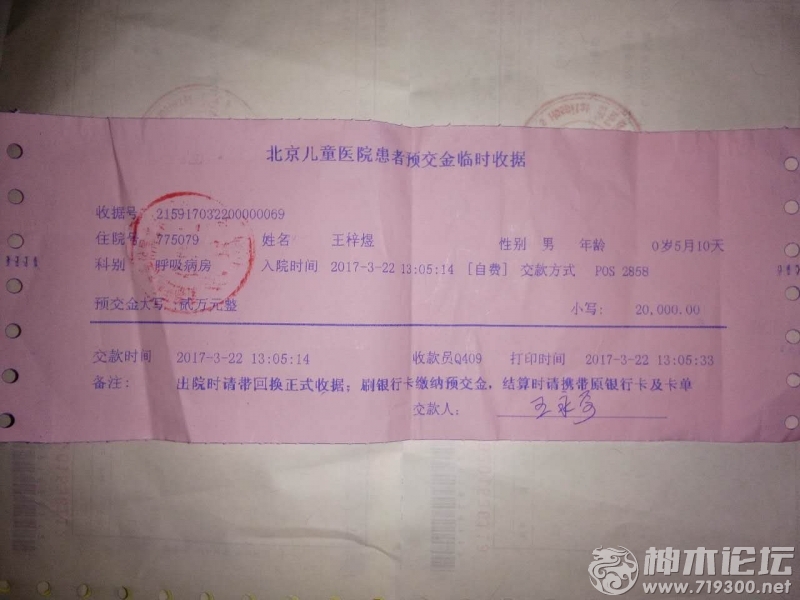 北京儿童医院患者预交金临时收据
收据号 215917032200000069
住院号 775079 姓名 王梓煜 性别 男 年龄 0岁5月10天
科别 呼吸病房 入院时间 2017-3-22 13:05:14 [自费] 交款方式 POS 2858
预交金大写:贰万元整 小写: 20,000.00
交款时间 2017-3-22 13:05:14 收款员Q409 打印时间 2017-3-22 13:05:33
备注: 出院时请带回换正式收据;刷银行卡缴纳预交金,结算时请携带原银行卡及卡单
交款人:
神木论坛
www.719300.net